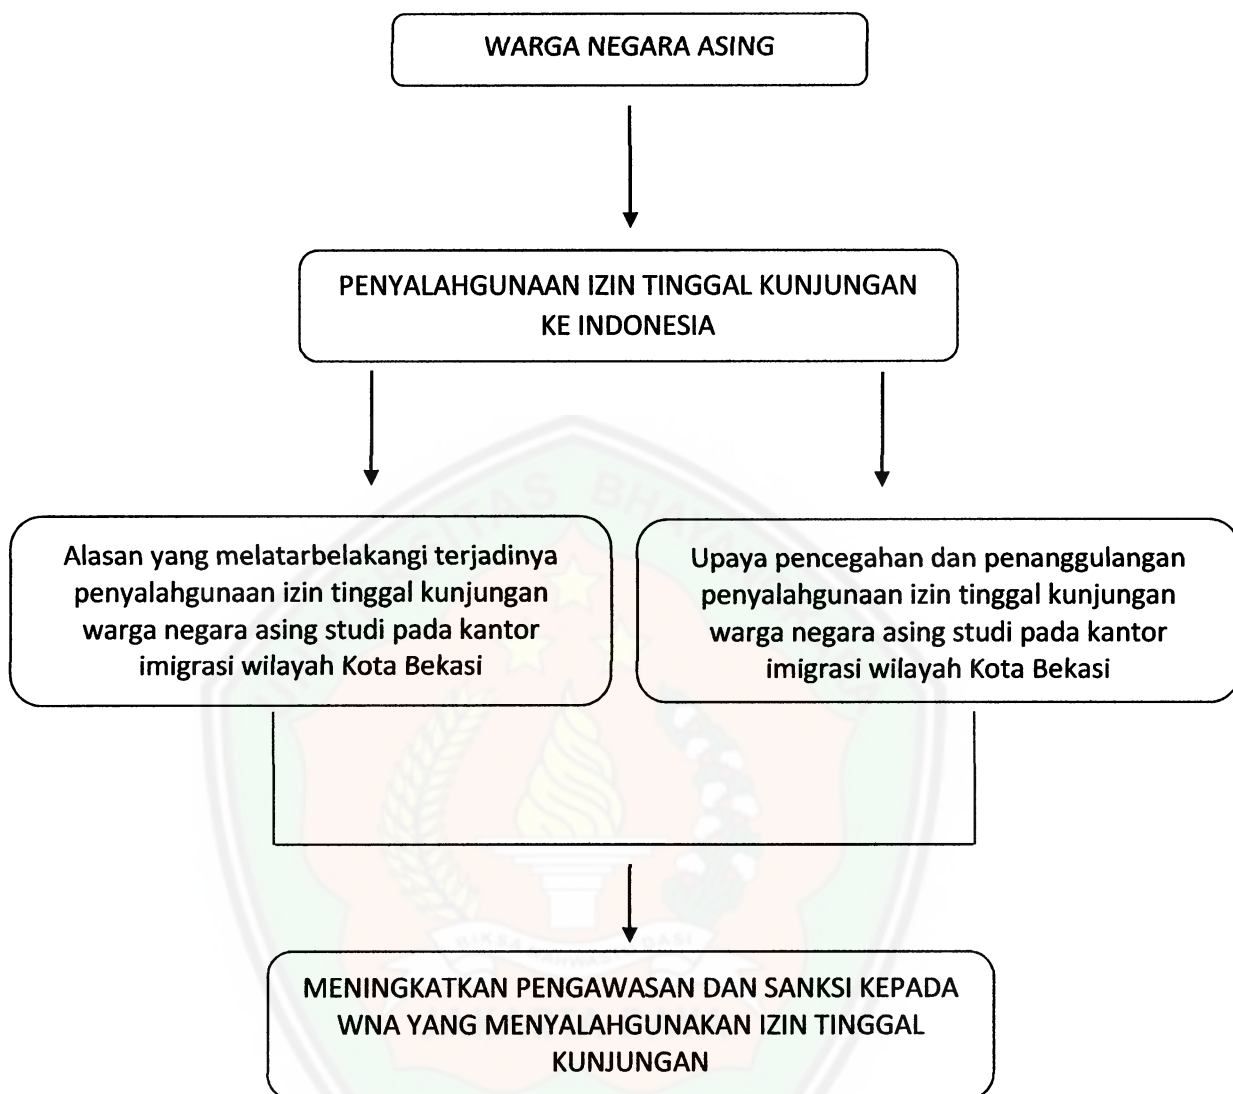 WARGA NEGARA ASING
PENYALAHGUNAAN IZIN TINGGAL KUNJUNGAN
KE INDONESIA
Alasan yang melatarbelakangi terjadinya
penyalahgunaan izin tinggal kunjungan
warga negara asing studi pada kantor
imigrasi wilayah Kota Bekasi
Upaya pencegahan dan penanggulangan
penyalahgunaan izin tinggal kunjungan
warga negara asing studi pada kantor
imigrasi wilayah Kota Bekasi
MENINGKATKAN PENGAWASAN DAN SANKSI KEPADA
WNA YANG MENYALAHGUNAKAN IZIN TINGGAL
KUNJUNGAN